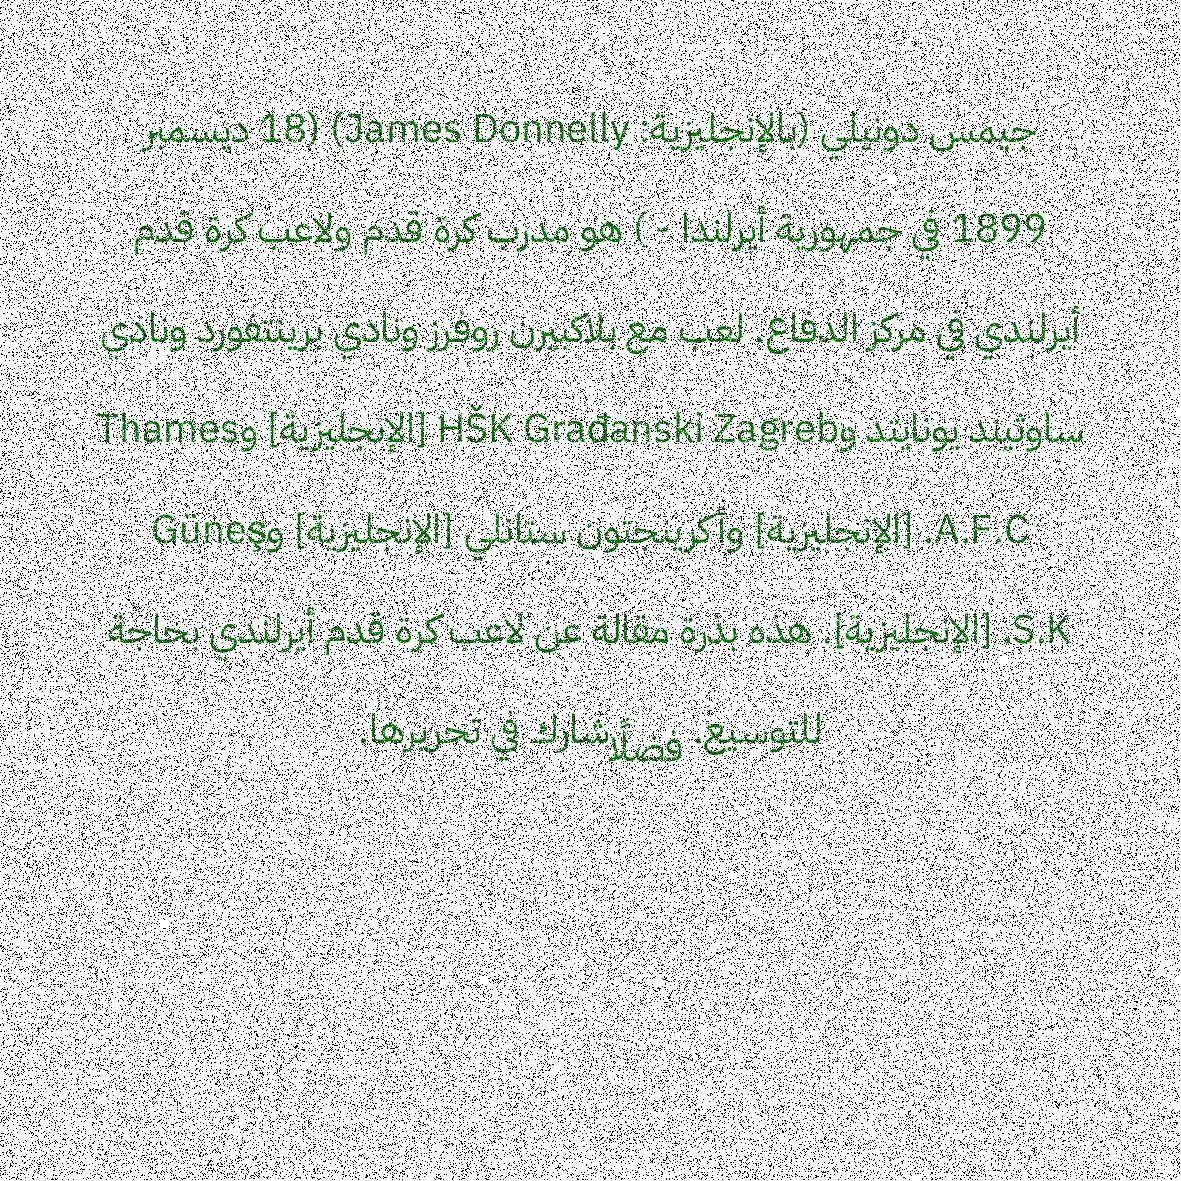 جيمس دونيلي (بالإنجليزية: James Donnelly) (18 ديسمبر
1899 في جمهورية أيرلندا - ) هو مدرب كرة قدم ولاعب كرة قدم
أيرلندي في مركز الدفاع. لعب مع بلاكبيرن روفرز ونادي برينتفورد ونادي
ساوثيند يونايتد وHŠK Građanski Zagreb [الإنجليزية] وThames
A.F.C. [الإنجليزية] وأكرينجتون ستانلي [الإنجليزية] وGüneş
S.K. [الإنجليزية]. هذه بذرة مقالة عن لاعب كرة قدم أيرلندي بحاجة
للتوسيع. فضلًا شارك في تحريرها.